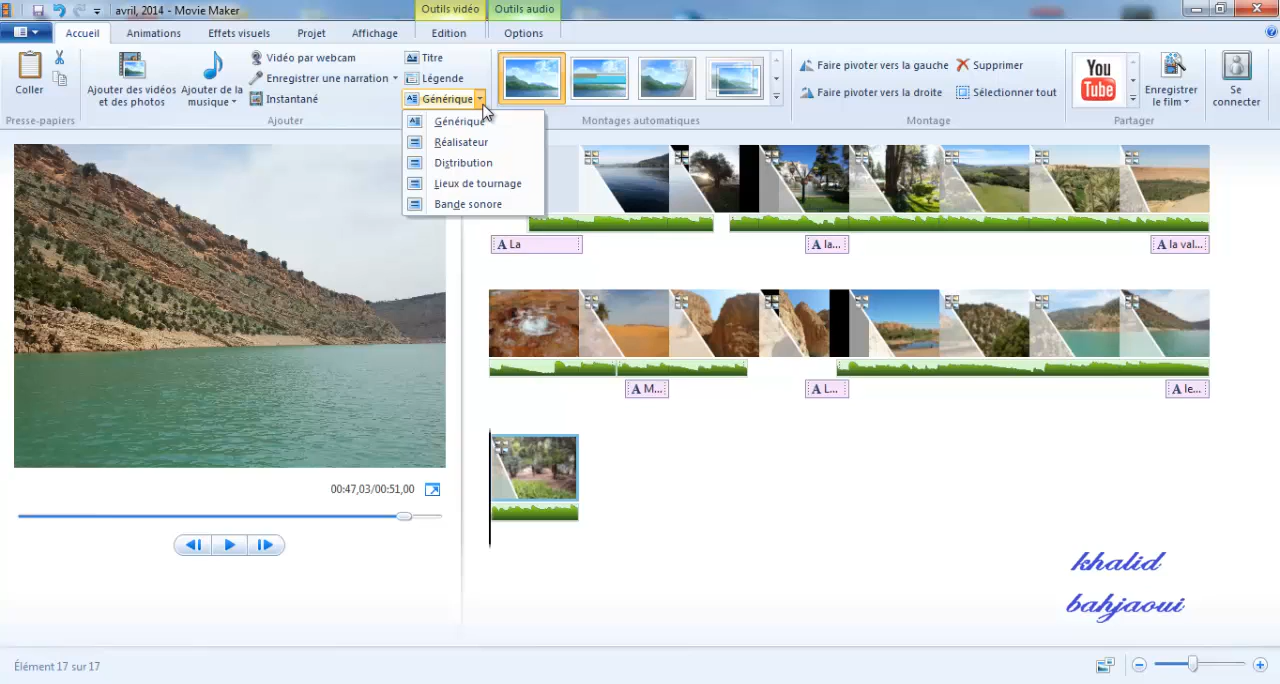 avril, 2014 - Movie Maker
Outils vidéo
Outils audio
Accueil
Animations
Effets visuels
Projet
Affichage
Edition
Options
Coller
Presse-papiers
Ajouter des vidéos
et des photos
Ajouter de la
musique
Vidéo par webcam
Enregistrer une narration
Instantané
Titre
Légende
Générique
Ajouter
Générique
Réalisateur
Distribution
Lieux de tournage
Bande sonore
Montages automatiques
Faire pivoter vers la gauche
Supprimer
Faire pivoter vers la droite
Sélectionner tout
Montage
You
Tube
Enregistrer
le film
Se
connecter
Partager
A La
A la...
A la val...
A M...
A L...
A le...
00:47,03/00:51,00
khalid
bahjaoui
Élément 17 sur 17